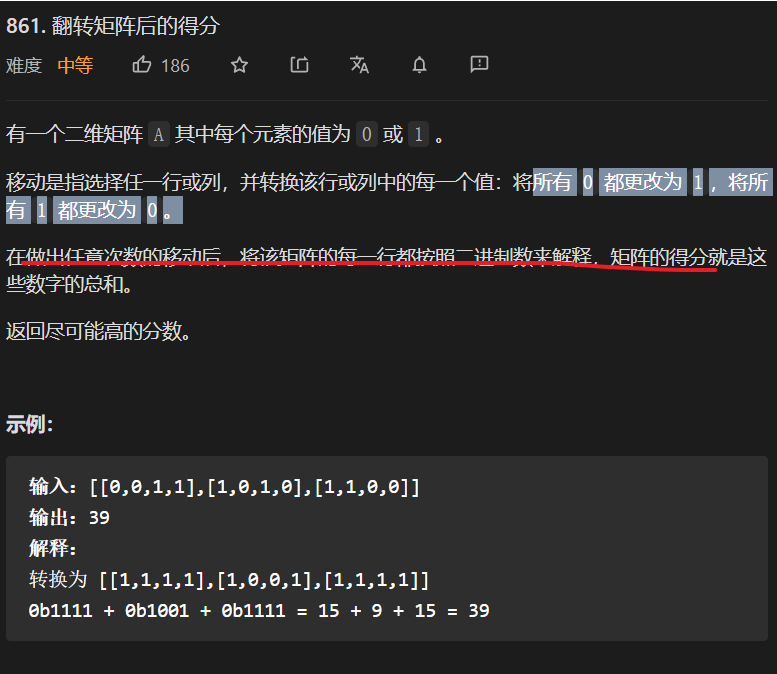 861. 翻转矩阵后的得分
难度 中等 186
有一个二维矩阵 A 其中每个元素的值为 0 或 1 。
移动是指选择任一行或列，并转换该行或列中的每一个值：将所有 0 都更改为 1，将所
有 1 都更改为 0。
在做出任意次数的移动后，将该矩阵的每一行都按照二进制数来解释，矩阵的得分就是这
些数字的总和。
返回尽可能高的分数。
示例：
输入：[[0,0,1,1],[1,0,1,0],[1,1,0,0]]
输出：39
解释：
转换为 [[1,1,1,1],[1,0,0,1],[1,1,1,1]]
0b1111 + 0b1001 + 0b1111 = 15 + 9 + 15 = 39